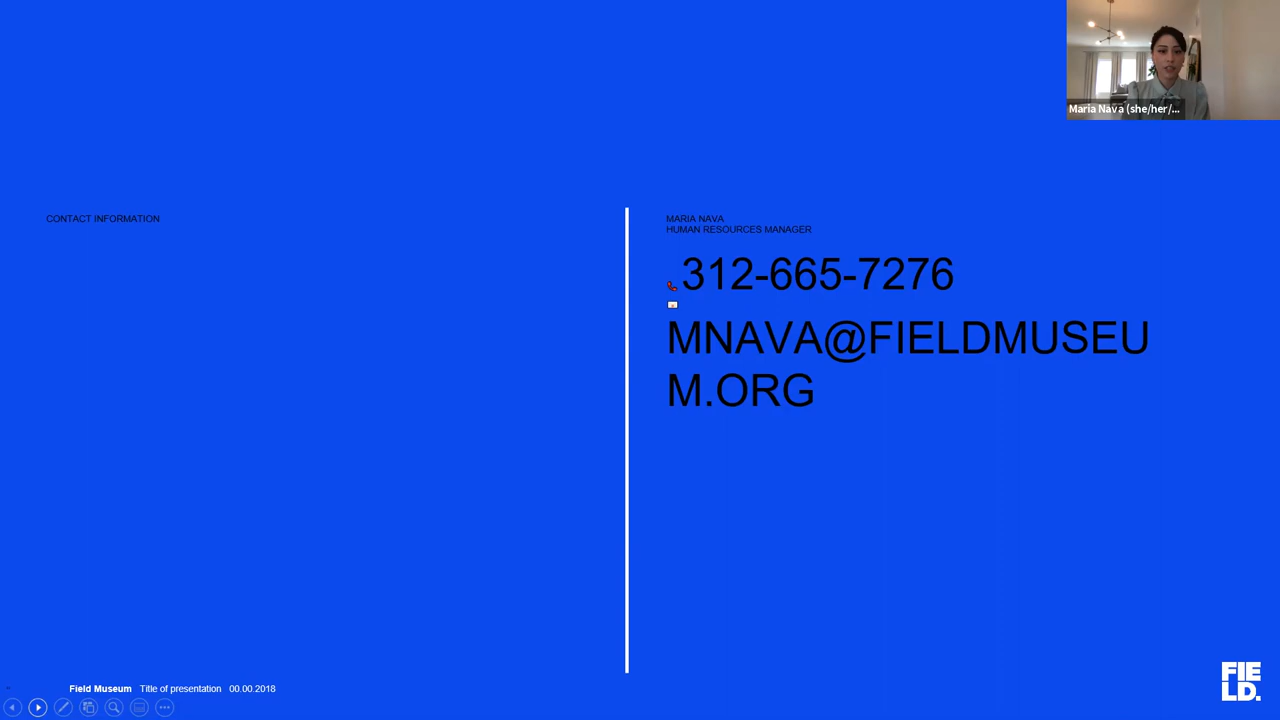 Maria Nava (she/her/...
CONTACT INFORMATION
MARIA NAVA
HUMAN RESOURCES MANAGER
312-665-7276
MNAVA@FIELDMUSEU
M.ORG
Field Museum Title of presentation 00.00.2018
FIE
LD.